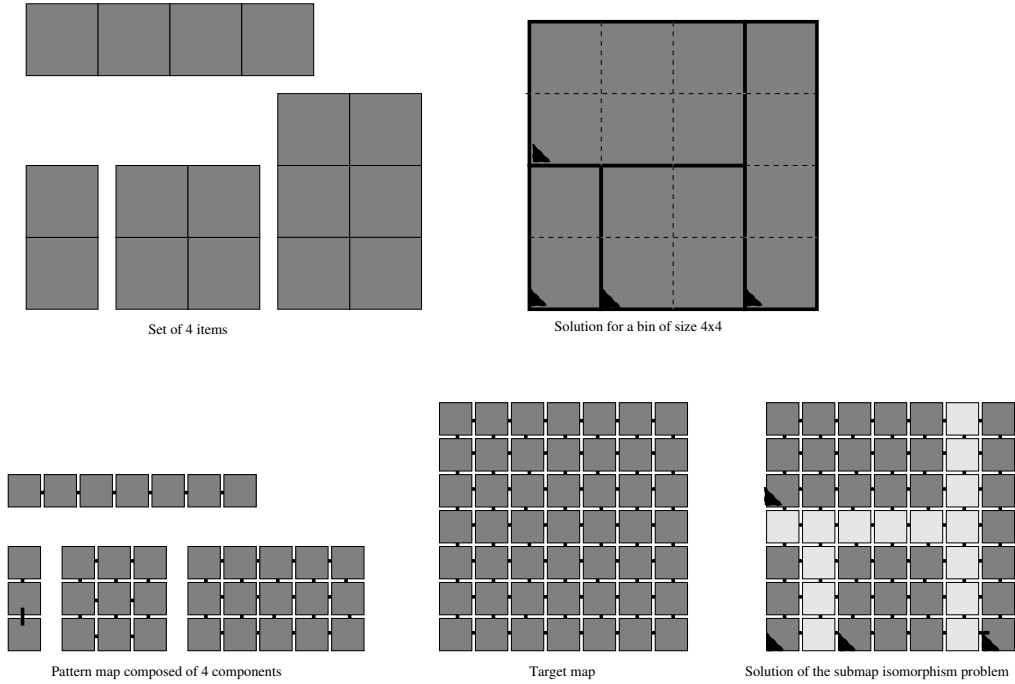 Set of 4 items
Solution for a bin of size 4x4
Pattern map composed of 4 components
Target map
Solution of the submap isomorphism problem